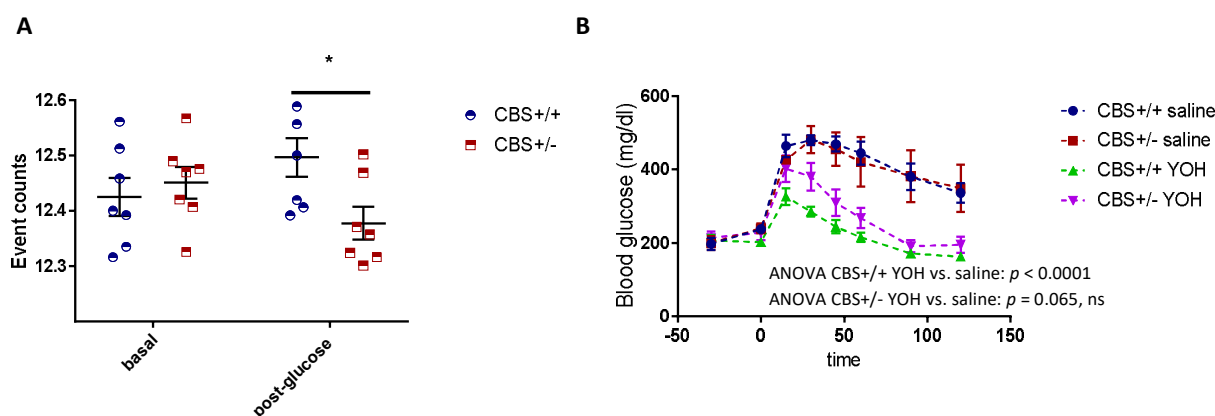 A
*
12.6
12.5
12.4
12.3
Event counts
basal
post-glucose
CBS+/+
CBS+/-
B
600
400
200
0
Blood glucose (mg/dl)
-50
0
50
100
150
time
CBS+/+ saline
CBS+/- saline
CBS+/+ YOH
CBS+/- YOH
ANOVA CBS+/+ YOH vs. saline: p < 0.0001
ANOVA CBS+/- YOH vs. saline: p = 0.065, ns